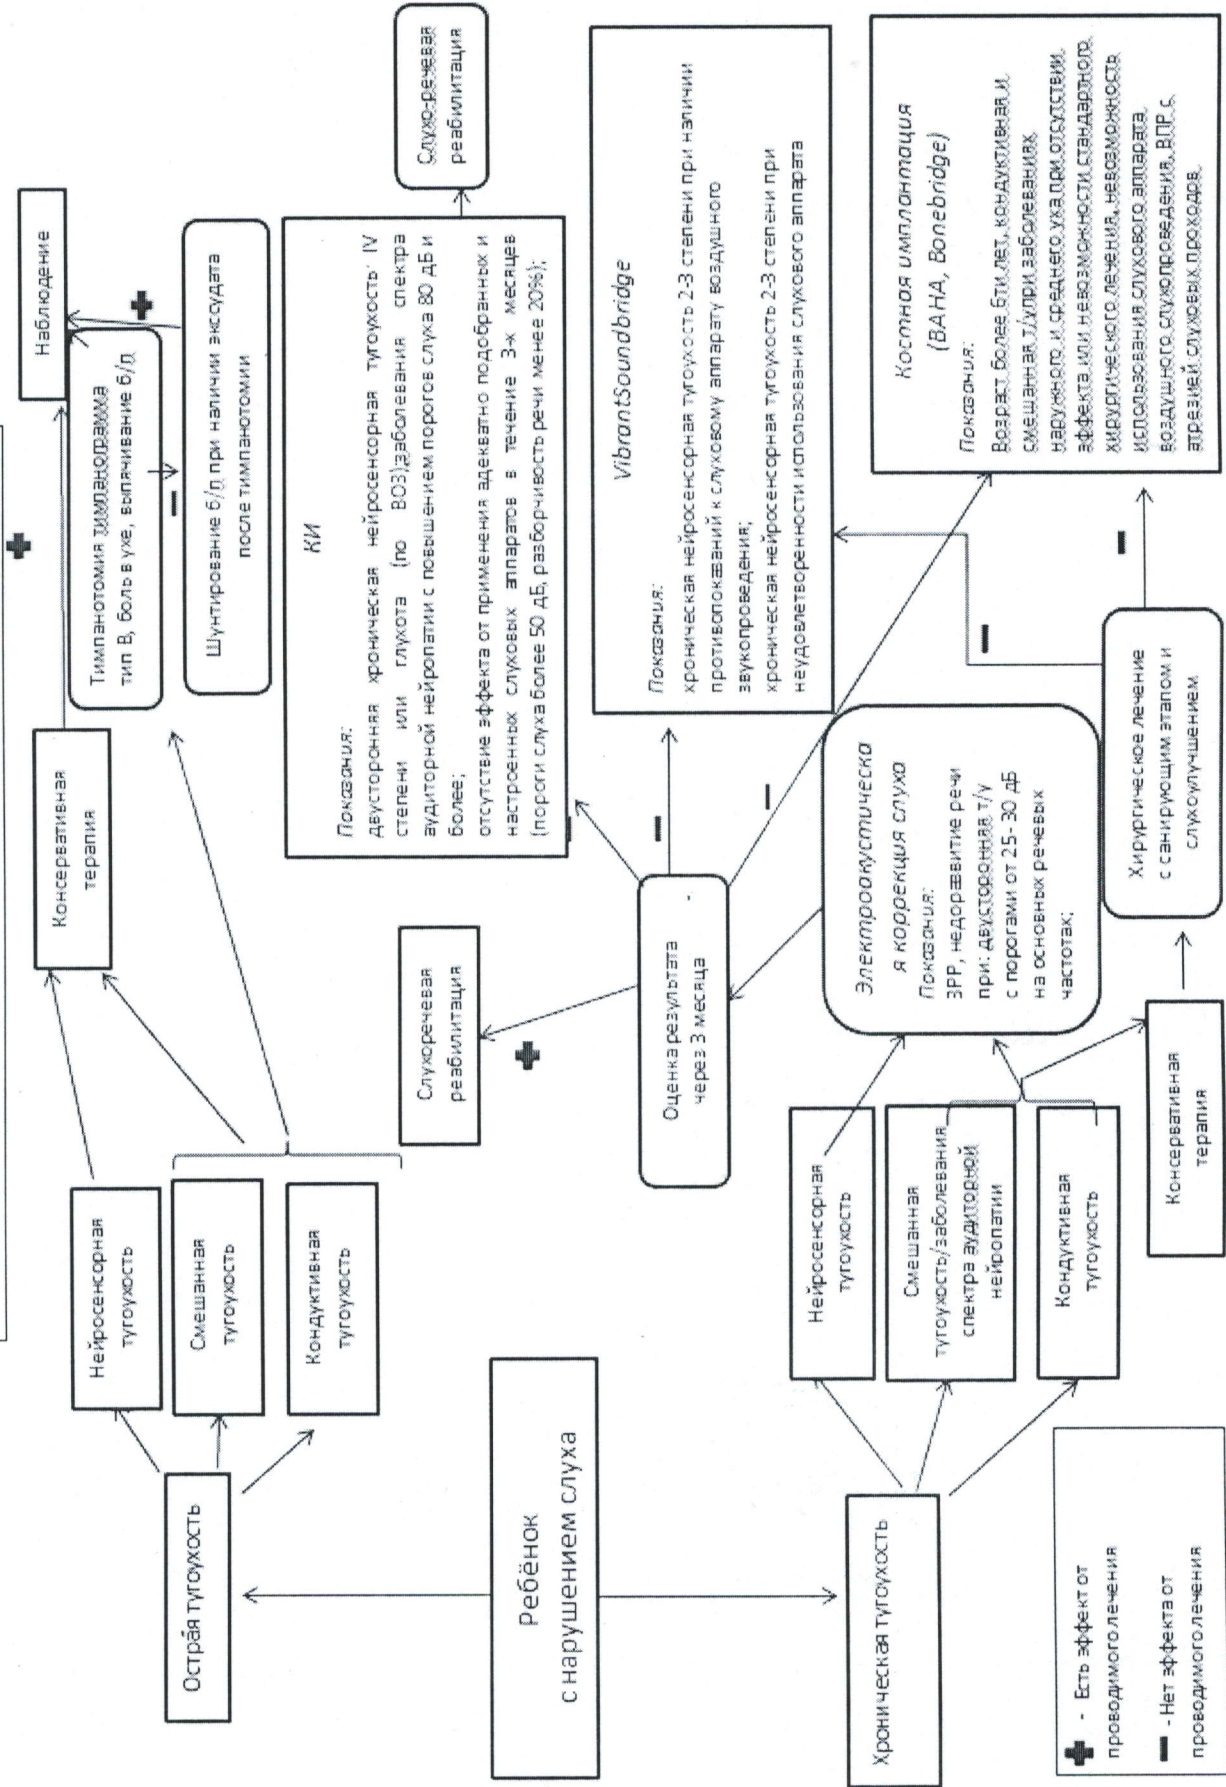 Ребёнок
с нарушением слуха
Острая тугоухость
Нейросенсорная
тугоухость
Смешанная
тугоухость
Кондуктивная
тугоухость
Консервативная
терапия
Наблюдение
Тимпанотомия тимпанограмма
тип В, боль в ухе, выпячивание б/п
Шунтирование б/п при наличии экссудата
после тимпанотомии
КИ
Показания:
двусторонняя хроническая нейросенсорная тугоухость IV
степени или глухота (по ВОЗ);заболевания спектра
аудиторной нейропатии с повышением порогов слуха 80 дБ и
более;
отсутствие эффекта от применения адекватно подобранных и
настроенных слуховых аппаратов в течение 3-х месяцев
(пороги слуха более 50 дБ, разборчивость речи менее 20%);
Слухо-речевая
реабилитация
Слухоречевая
реабилитация
Оценка результата -
через 3 месяца
VibrantSoundbridge
Показания:
хроническая нейросенсорная тугоухость 2-3 степени при наличии
противопоказаний к слуховому аппарату воздушного
звукопроведения;
хроническая нейросенсорная тугоухость 2-3 степени при
неудовлетворенности использования слухового аппарата
Хроническая тугоухость
Нейросенсорная
тугоухость
Смешанная
тугоухость/заболевания
спектра аудиторной
нейропатии
Кондуктивная
тугоухость
Электроакустическа
я коррекция слуха
Показания:
ЗРР, недоразвитие речи
при: двусторонняя т/у
с порогами от 25-30 дБ
на основных речевых
частотах;
Консервативная
терапия
Хирургическое лечение
с санирующим этапом и
слухоулучшением
Костная имплантация
(BAHA, Bonebridge)
Показания:
Возраст более 5ти лет, кондуктивная и
смешанная т/упри заболеваниях
наружного и среднего уха при отсутствии
эффекта или невозможности стандартного
хирургического лечения, невозможность
использования слухового аппарата
воздушного звукопроведения, ВПР с
атрезией слуховых проходов.
+ - Есть эффект от
проводимого лечения
− - Нет эффекта от
проводимого лечения